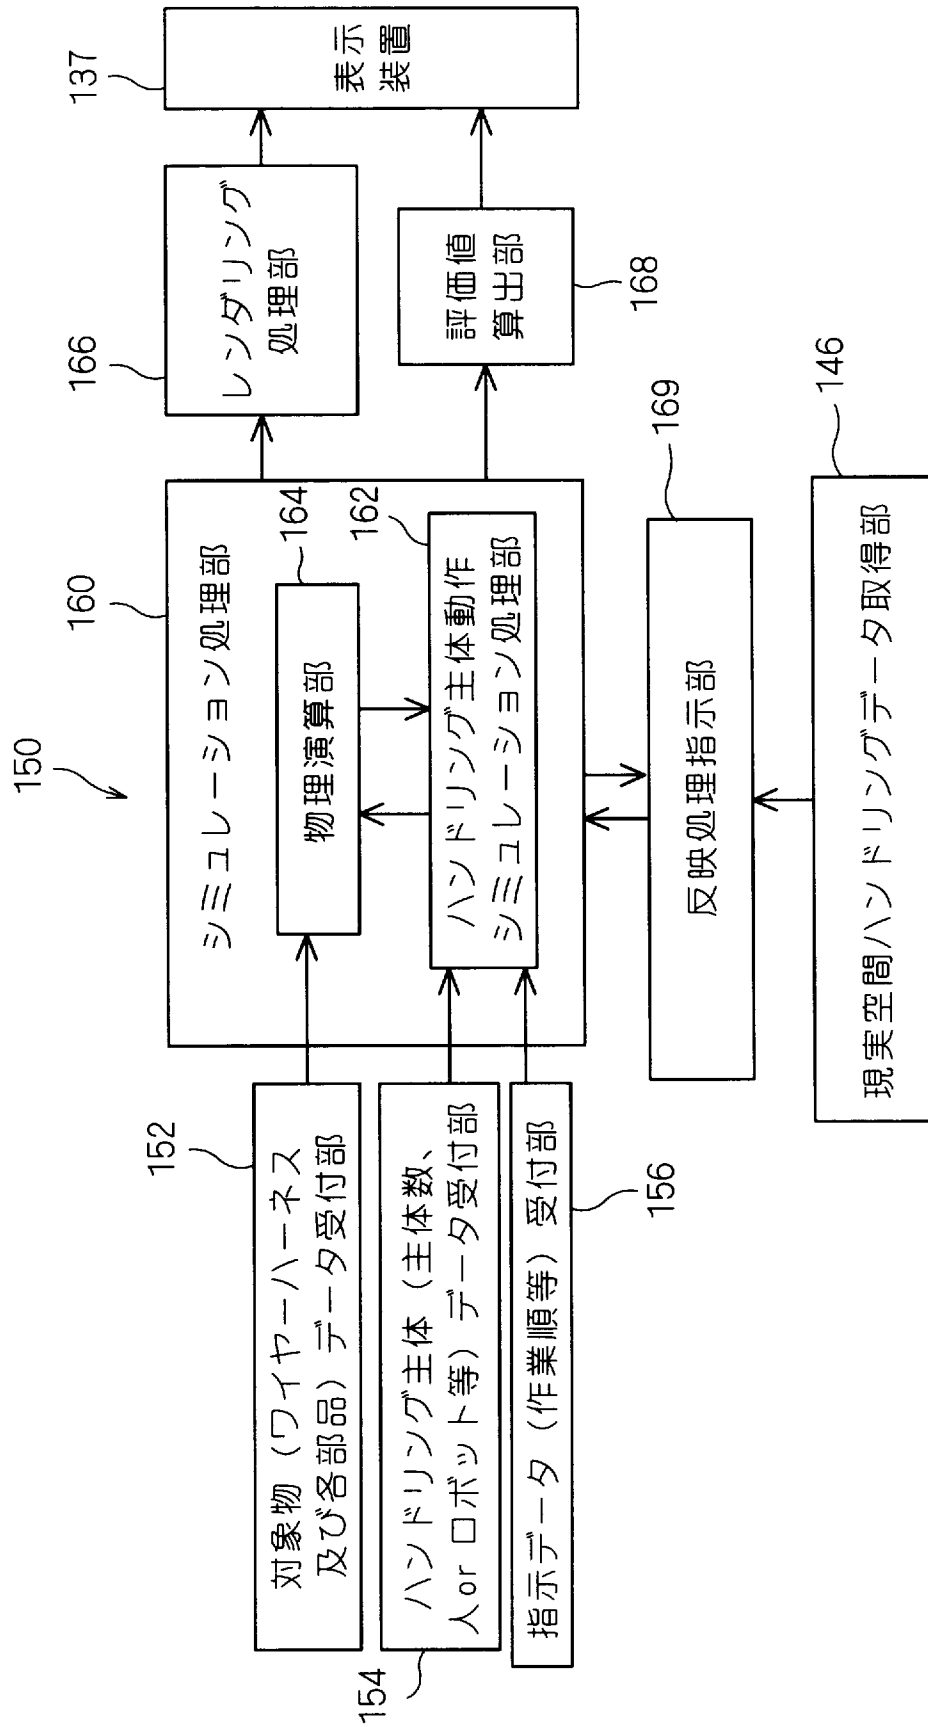 150
152
対象物(ワイヤーハーネス
及び各部品)データ受付部
154
ハンドリング主体(主体数、
人orロボット等)データ受付部
指示データ(作業順等)受付部
156
160
シミュレーション処理部
164
物理演算部
162
ハンドリング主体動作
シミュレーション処理部
166
レンダリング
処理部
評価値
算出部
168
137
表示
装置
169
反映処理指示部
146
現実空間ハンドリングデータ取得部